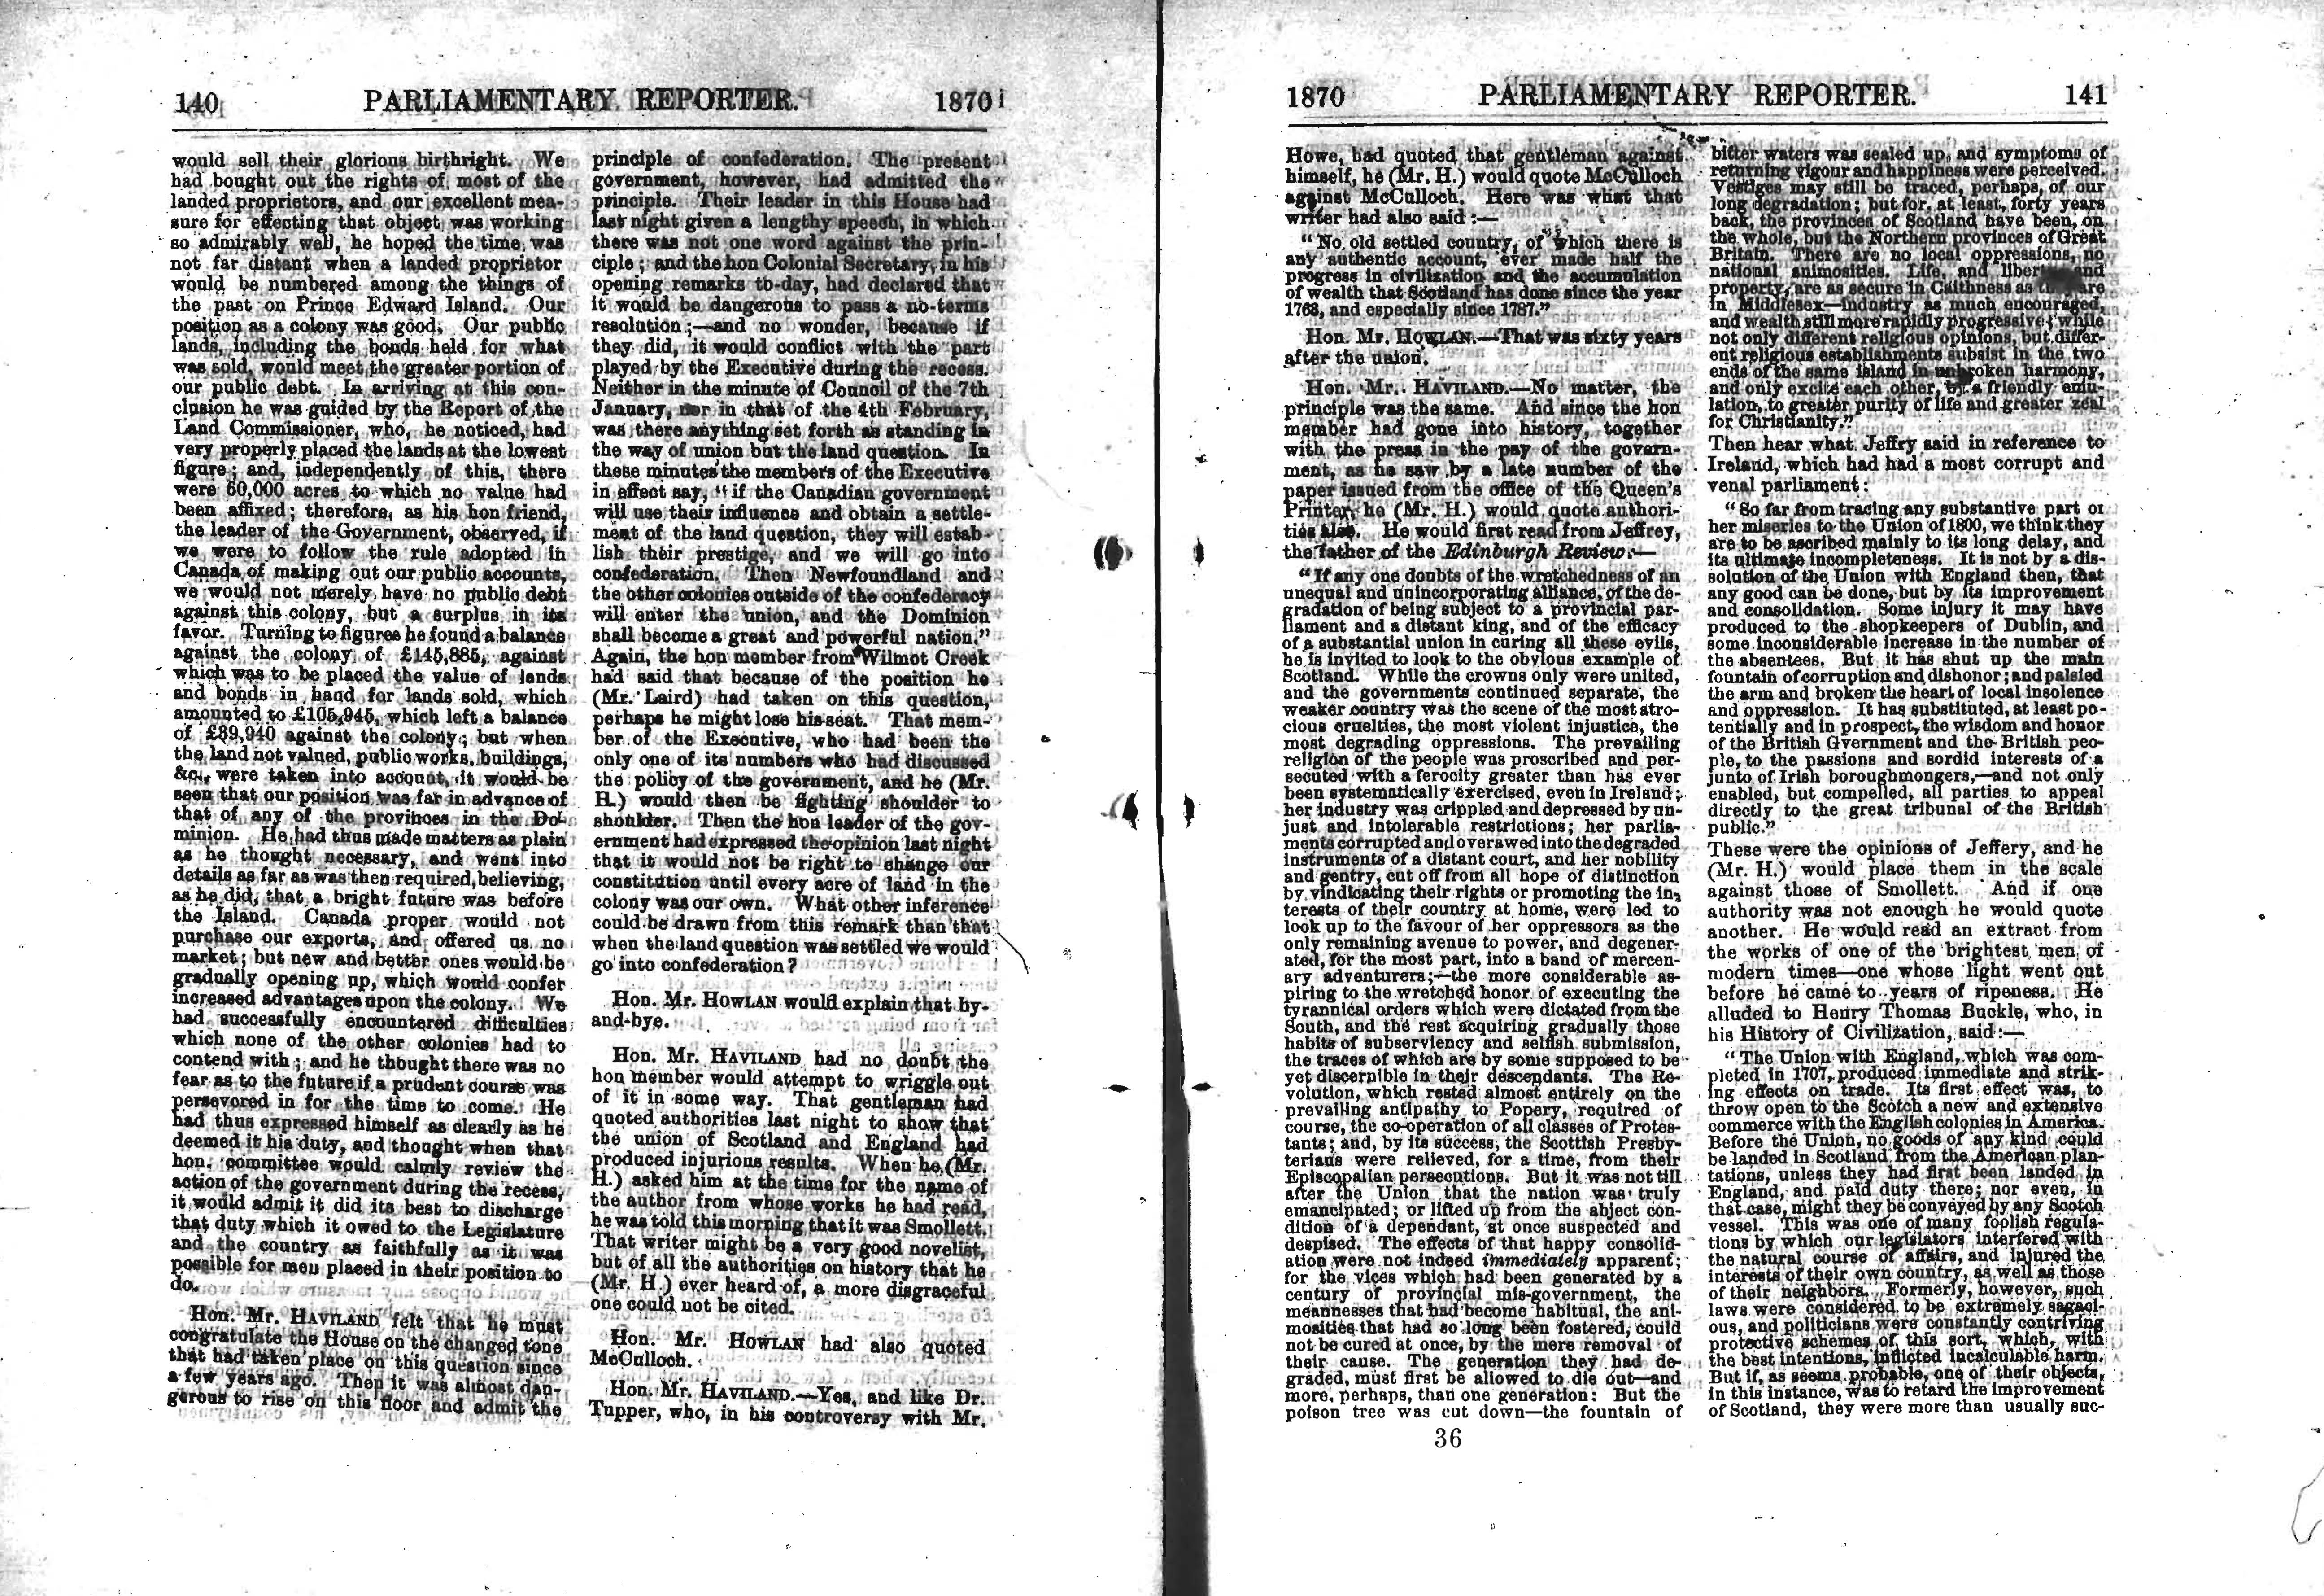 140 PARLIAMENTARY REPORTER. 1870
would sell their glorious birthright. We
had bought out the rights of most of the
landed proprietors, and our excellent mea-
sure for effecting that object was working
so admirably well, he hoped the time was
not far distant when a landed proprietor
would be numbered among the things of
the past on Prince Edward Island. Our
position as a colony was good. Our public
lands, including the bonds held for what
was sold, would meet the greater portion of
our public debt. In arriving at this con-
clusion he was guided by the Report of the
Land Commissioner, who, he noticed, had
very properly placed the lands at the lowest
figure; and, independently of this, there
were 60,000 acres to which no value had
been affixed; therefore, as his hon friend,
the leader of the Government, observed, if
we were to follow the rule adopted in
Canada of making out our public accounts,
we would not merely have no public debt
against this colony, but a surplus in its
favor. Turning to figures he found a balance
against the colony of £145,885, against
which was to be placed the value of lands
and bonds in hand for lands sold, which
amounted to £105,945, which left a balance
of £39,940 against the colony; but when
the land not valued, public works, buildings,
&c., were taken into account, it would be
seen that our position was far in advance of
that of any of the provinces in the Do-
minion. He had thus made matters as plain
as he thought necessary, and went into
details as far as was then required, believing,
as he did, that a bright future was before
the Island. Canada proper would not
purchase our exports, and offered us no
market; but new and better ones would be
gradually opening up, which would confer
increased advantages upon the colony. We
had successfully encountered difficulties
which none of the other colonies had to
contend with; and he thought there was no
fear as to the future if a prudent course was
persevored in for the time to come. He
had thus expressed himself as clearly as he
deemed it his duty, and thought when that
hon. committee would calmly review the
action of the government during the recess,
it would admit it did its best to discharge
that duty which it owed to the Legislature
and the country as faithfully as it was
possible for men placed in their position to
do.
Hon. Mr. HAVILAND felt that he must
congratulate the House on the changed tone
that had taken place on this question since
a few years ago. Then it was almost dan-
gerous to rise on this floor and admit the
principle of confederation. The present
government, however, had admitted the
principle. Their leader in this House had
last night given a lengthy speech, in which
there was not one word against the prin-
ciple; and the hon Colonial Secretary, in his
opening remarks to-day, had declared that
it would be dangerous to pass a no-terms
resolution;—and no wonder, because if
they did, it would conflict with the part
played by the Executive during the recess.
Neither in the minute of Council of the 7th
January, nor in that of the 4th February,
was there anything set forth as standing in
the way of union but the land question. In
these minutes the members of the Executive
in effect say, "if the Canadian government
will use their influence and obtain a settle-
ment of the land question, they will estab-
lish their prestige, and we will go into
confederation. Then Newfoundland and
the other colonies outside of the confederacy
will enter the union, and the Dominion
shall become a great and powerful nation."
Again, the hon member from Wilmot Creek
had said that because of the position he
(Mr. Laird) had taken on this question,
perhaps he might lose his seat. That mem-
ber of the Executive, who had been the
only one of its numbers who had discussed
the policy of the government, and he (Mr.
H.) would then be fighting shoulder to
shoulder. Then the hon leader of the gov-
ernment had expressed the opinion last night
that it would not be right to change our
constitution until every acre of land in the
colony was our own. What other inference
could be drawn from this remark than that
when the land question was settled we would
go into confederation?
Hon. Mr. HOWLAN would explain that by-
and-bye.
Hon. Mr. HAVILAND had no doubt the
hon member would attempt to wriggle out
of it in some way. That gentleman had
quoted authorities last night to show that
the union of Scotland and England had
produced injurious results. When he (Mr.
H.) asked him at the time for the name of
the author from whose works he had read,
he was told this morning that it was Smollett.
That writer might be a very good novelist,
but of all the authorities on history that he
(Mr. H.) ever heard of, a more disgraceful
one could not be cited.
Hon. Mr. HOWLAN had also quoted
McCulloch.
Hon. Mr. HAVILAND.—Yes, and like Dr.
Tupper, who, in his controversy with Mr.
1870 PARLIAMENTARY REPORTER. 141
Howe, had quoted that gentleman against
himself, he (Mr. H.) would quote McCulloch
against McCulloch. Here was what that
writer had also said:—
"No old settled country, of which there is
any authentic account, ever made half the
progress in civilization and the accumulation
of wealth that Scotland has done since the year
1763, and especially since 1787."
Hon. Mr. HOWLAN.—That was sixty years
after the union.
Hon. Mr. HAVILAND.—No matter, the
principle was the same. And since the hon
member had gone into history, together
with the press in the pay of the govern-
ment, as he saw by a late number of the
paper issued from the office of the Queen's
Printer, he (Mr. H.) would quote authori-
ties also. He would first read from Jeffrey,
the father of the Edinburgh Review:—
"If any one doubts of the wretchedness of an
unequal and unincorporating alliance, of the de-
gradation of being subject to a provincial par-
liament and a distant king, and of the efficacy
of a substantial union in curing all these evils,
he is invited to look to the obvious example of
Scotland. While the crowns only were united,
and the governments continued separate, the
weaker country was the scene of the most atro-
cious cruelties, the most violent injustice, the
most degrading oppressions. The prevailing
religion of the people was proscribed and per-
secuted with a ferocity greater than has ever
been systematically exercised, even in Ireland;
her industry was crippled and depressed by un-
just and intolerable restrictions; her parlia-
ments corrupted and overawed into the degraded
instruments of a distant court, and her nobility
and gentry, cut off from all hope of distinction
by vindicating their rights or promoting the in-
terests of their country at home, were led to
look up to the favour of her oppressors as the
only remaining avenue to power, and degener-
ated, for the most part, into a band of mercen-
ary adventurers;—the more considerable as-
piring to the wretched honor of executing the
tyrannical orders which were dictated from the
South, and the rest acquiring gradually those
habits of subserviency and selfish submission,
the traces of which are by some supposed to be
yet discernible in their descendants. The Re-
volution, which rested almost entirely on the
prevailing antipathy to Popery, required of
course, the co-operation of all classes of Protes-
tants; and, by its success, the Scottish Presby-
terians were relieved, for a time, from their
Episcopalian persecutions. But it was not till
after the Union that the nation was truly
emancipated; or lifted up from the abject con-
dition of a dependant, at once suspected and
despised. The effects of that happy consolid-
ation were not indeed immediately apparent;
for the vices which had been generated by a
century of provincial mis-government, the
meannesses that had become habitual, the ani-
mosities that had so long been fostered, could
not be cured at once, by the mere removal of
their cause. The generation they had de-
graded, must first be allowed to die out—and
more, perhaps, than one generation: But the
poison tree was cut down—the fountain of
36
bitter waters was sealed up, and symptoms of
returning vigour and happiness were perceived.
Vestiges may still be traced, perhaps, of our
long degradation; but for, at least, forty years
back, the provinces of Scotland have been, on
the whole, but the Northern provinces of Great
Britain. There are no local oppressions, no
national animosities. Life, and liberty and
property, are as secure in Caithness as they are
in Middlesex—industry as much encouraged,
and wealth still more rapidly progressive; while
not only different religious opinions, but differ-
ent religious establishments subsist in the two
ends of the same island in unbroken harmony,
and only excite each other, by a friendly emu-
lation, to greater purity of life and greater zeal
for Christianity."
Then hear what Jeffry said in reference to
Ireland, which had had a most corrupt and
venal parliament:
"So far from tracing any substantive part of
her miseries to the Union of 1800, we think they
are to be ascribed mainly to its long delay, and
its ultimate incompleteness. It is not by a dis-
solution of the Union with England then, that
any good can be done, but by its improvement
and consolidation. Some injury it may have
produced to the shopkeepers of Dublin, and
some inconsiderable increase in the number of
the absentees. But it has shut up the main
fountain of corruption and dishonor; and palsied
the arm and broken the heart of local insolence
and oppression. It has substituted, at least po-
tentially and in prospect, the wisdom and honor
of the British Gvernment and the British peo-
ple, to the passions and sordid interests of a
junto of Irish boroughmongers,—and not only
enabled, but compelled, all parties to appeal
directly to the great tribunal of the British
public."
These were the opinions of Jeffery, and he
(Mr. H.) would place them in the scale
against those of Smollett. And if one
authority was not enough he would quote
another. He would read an extract from
the works of one of the brightest men of
modern times—one whose light went out
before he came to years of ripeness. He
alluded to Henry Thomas Buckle, who, in
his History of Civilization, said:—
"The Union with England, which was com-
pleted in 1707, produced immediate and strik-
ing effects on trade. Its first effect was, to
throw open to the Scotch a new and extensive
commerce with the English colonies in America.
Before the Union, no goods of any kind could
be landed in Scotland from the American plan-
tations, unless they had first been landed in
England, and paid duty there; nor even, in
that case, might they be conveyed by any Scotch
vessel. This was one of many foolish regula-
tions by which our legislators interfered with
the natural course of affairs, and injured the
interests of their own country, as well as those
of their neighbors. Formerly, however, such
laws were considered to be extremely sagaci-
ous, and politicians were constantly contriving
protective schemes of this sort, which, with
the best intentions, inflicted incalculable harm.
But if, as seems probable, one of their objects,
in this instance, was to retard the improvement
of Scotland, they were more than usually suc-